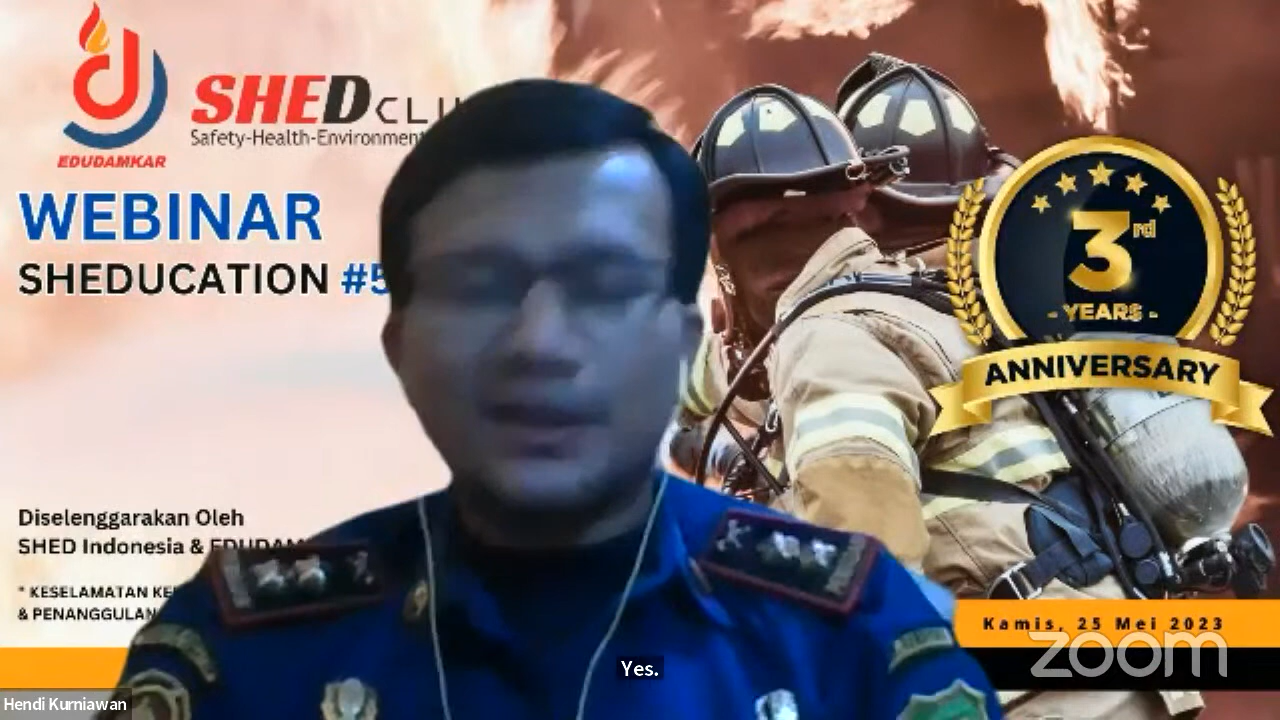 EDUDAMKAR
SHED CLU
Safety-Health-Environment
WEBINAR
SHEDUCATION #5
3rd
- YEARS -
ANNIVERSARY
Diselenggarakan Oleh
SHED Indonesia & EDUDAM
* KESELAMATAN KE
& PENANGGULAN
Kamis, 25 Mei 2023
zoom
Yes.
Hendi Kurniawan